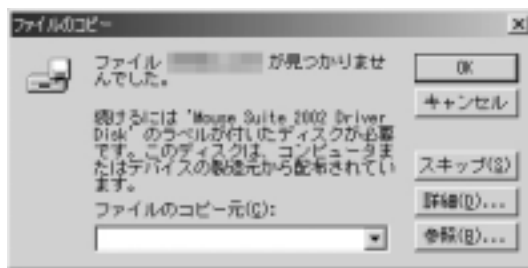 ファイルのコピー
ファイル が見つかりませ
んでした。
続けるには 'Mouse Suite 2002 Driver
Disk' のラベルが付いたディスクが必要
です。このディスクは、コンピュータま
たはデバイスの製造元から配布されてい
ます。
ファイルのコピー元(C):
OK
キャンセル
スキップ(S)
詳細(D)...
参照(B)...